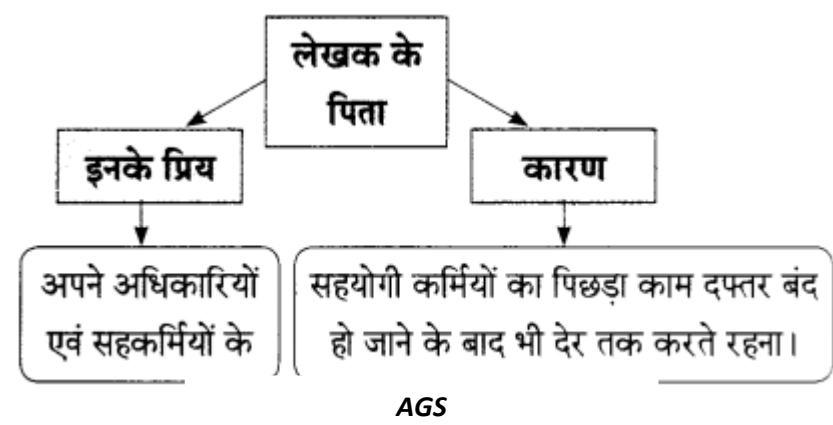 लेखक के
पिता
इनके प्रिय
कारण
अपने अधिकारियों
एवं सहकर्मियों के
सहयोगी कर्मियों का पिछड़ा काम दफ्तर बंद
हो जाने के बाद भी देर तक करते रहना।
AGS